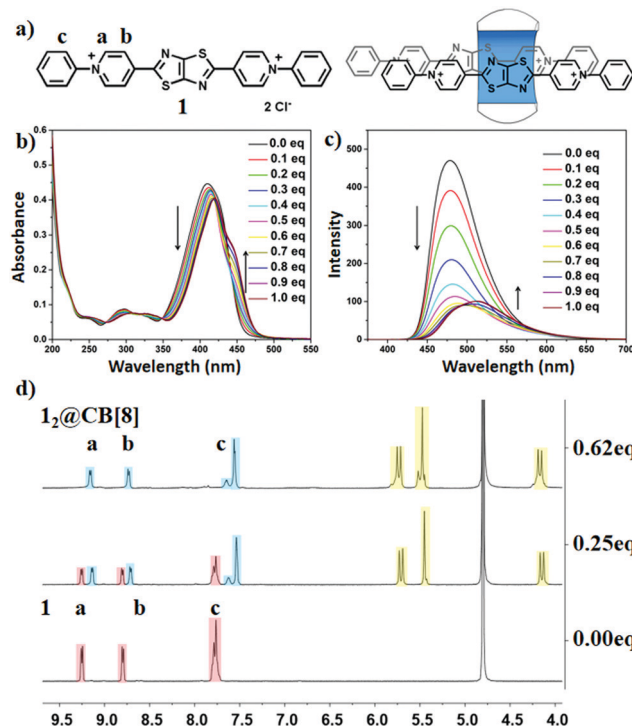 a)
c
a
b
N
+
N
S
S
N
N
+
1
2 Cl⁻
N
S
N
+
N
S
S
N
N
+
b)
0.6
0.5
0.4
0.3
0.2
0.1
0.0
Absorbance
200 250 300 350 400 450 500 550
Wavelength (nm)
0.0 eq
0.1 eq
0.2 eq
0.3 eq
0.4 eq
0.5 eq
0.6 eq
0.7 eq
0.8 eq
0.9 eq
1.0 eq
c)
500
400
300
200
100
0
Intensity
400 450 500 550 600 650 700
Wavelength (nm)
0.0 eq
0.1 eq
0.2 eq
0.3 eq
0.4 eq
0.5 eq
0.6 eq
0.7 eq
0.8 eq
0.9 eq
1.0 eq
d)
1₂@CB[8]
a b c
0.62eq
0.25eq
1 a b c
0.00eq
9.5 9.0 8.5 8.0 7.5 7.0 6.5 6.0 5.5 5.0 4.5 4.0